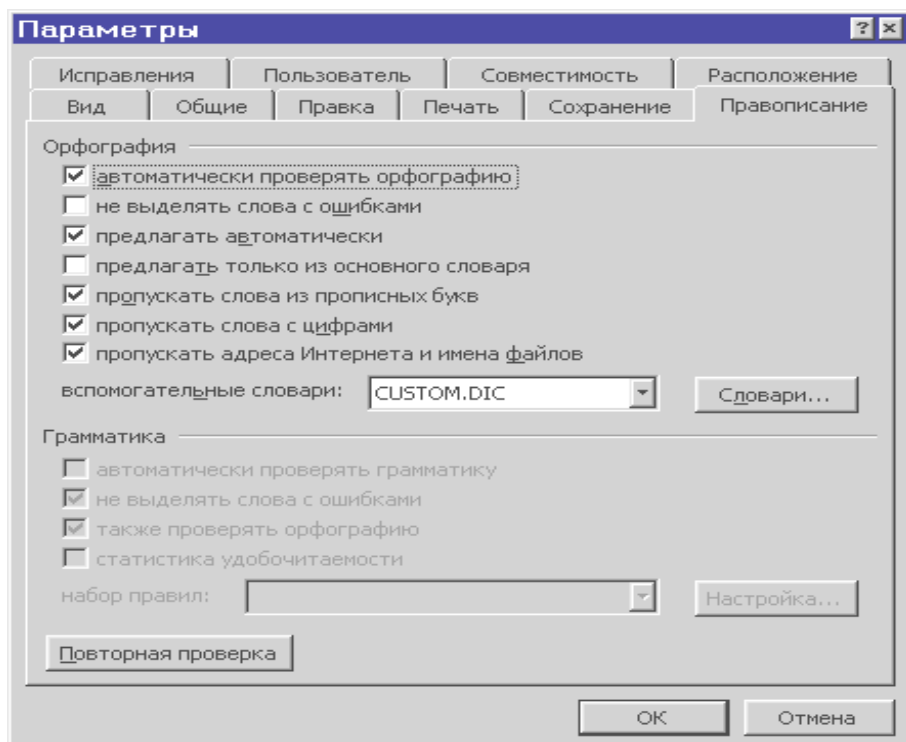 Параметры
Исправления Пользователь Совместимость Расположение
Вид Общие Правка Печать Сохранение Правописание
Орфография
автоматически проверять орфографию
не выделять слова с ошибками
предлагать автоматически
предлагать только из основного словаря
пропускать слова из прописных букв
пропускать слова с цифрами
пропускать адреса Интернета и имена файлов
вспомогательные словари: CUSTOM.DIC Словари...
Грамматика
автоматически проверять грамматику
не выделять слова с ошибками
также проверять орфографию
статистика удобочитаемости
набор правил: Настройка...
Повторная проверка
ОК Отмена